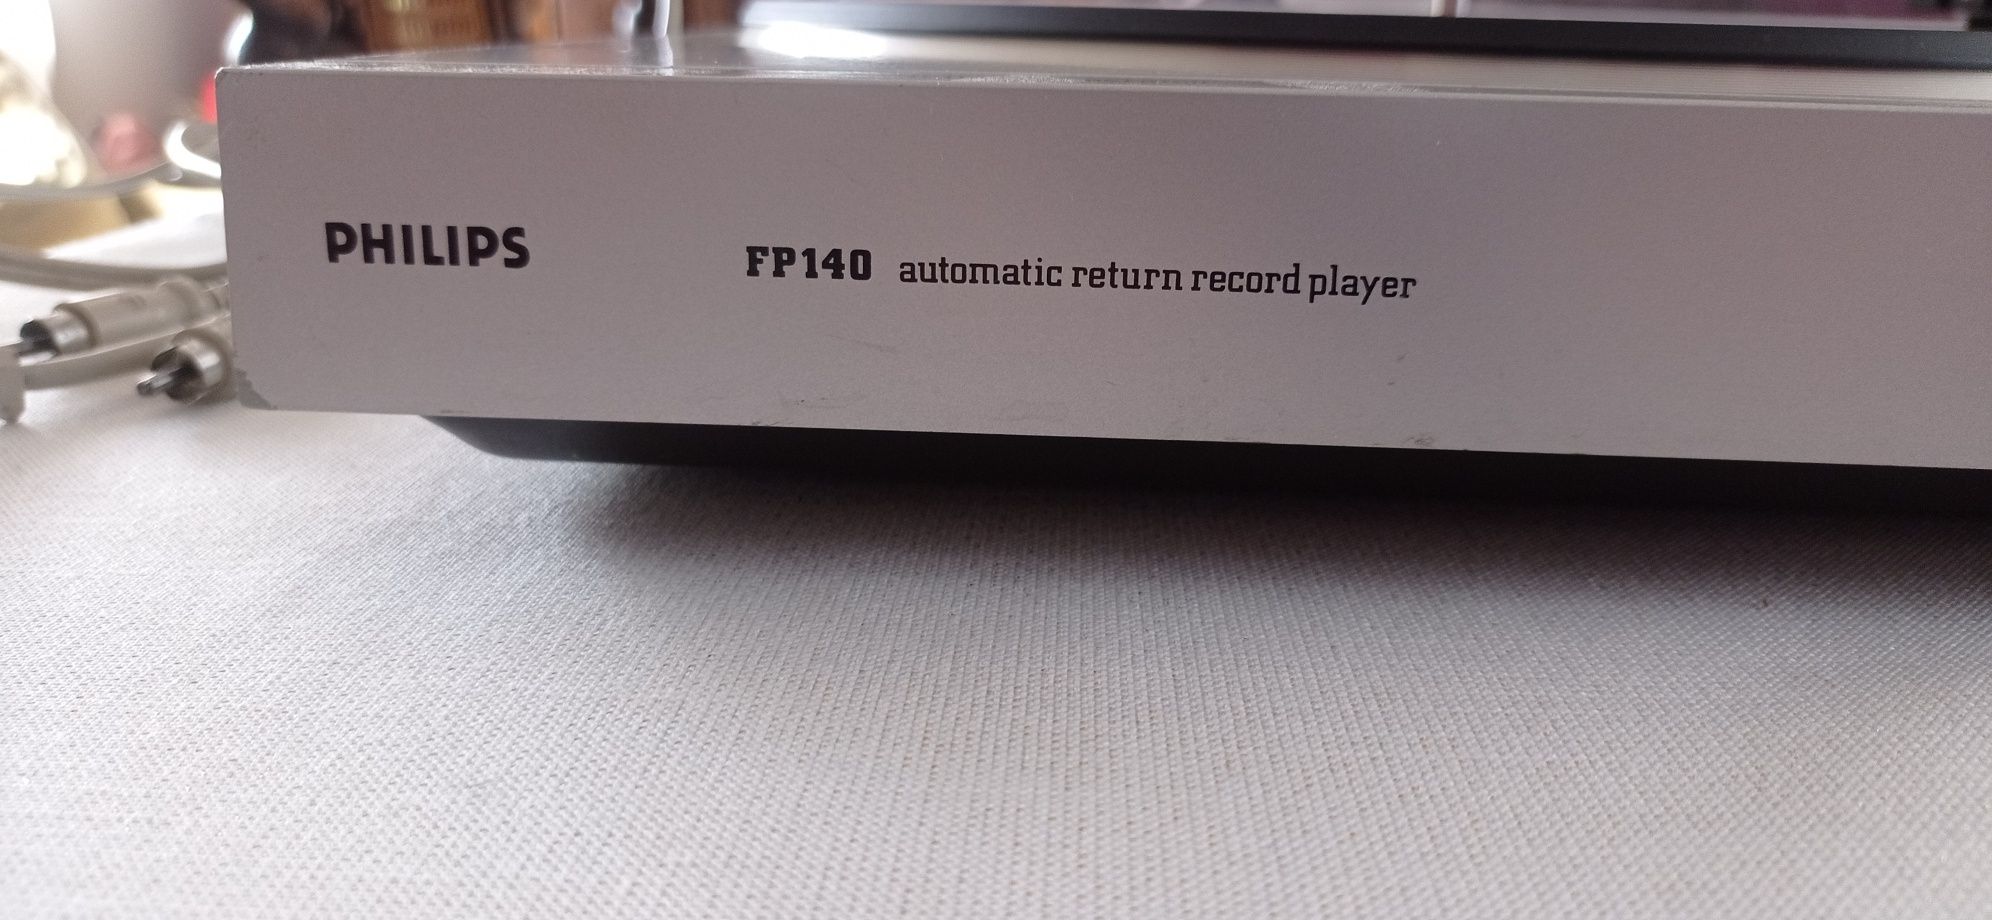 PHILIPS
FP140 automatic return record player